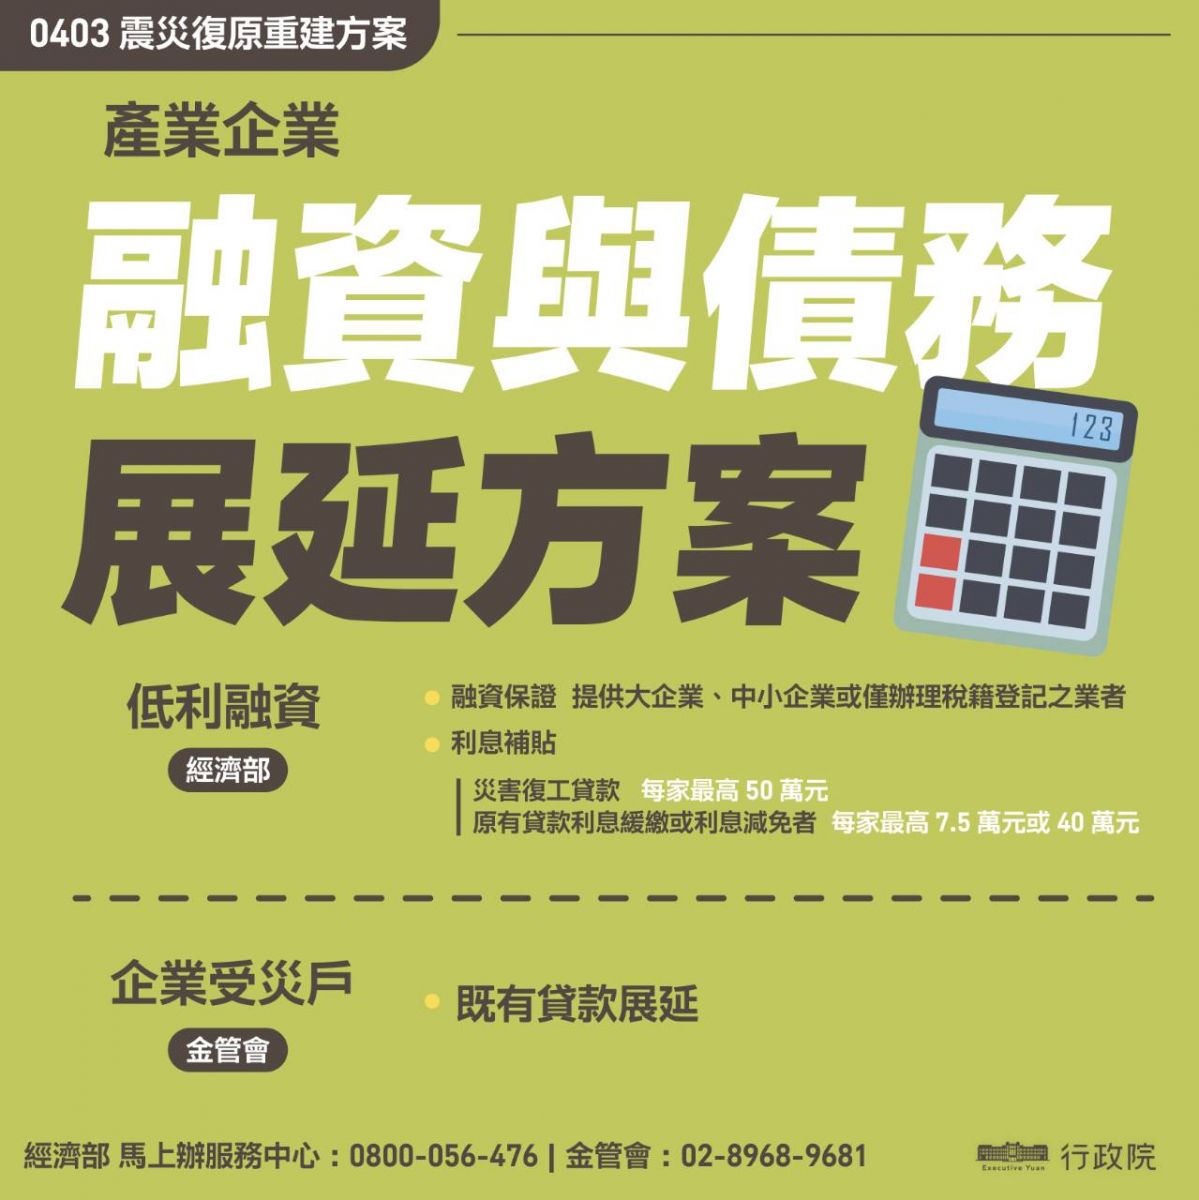 0403 震災復原重建方案
產業企業
融資與債務
展延方案
123
低利融資
經濟部
融資保證 提供大企業、中小企業或僅辦理稅籍登記之業者
利息補貼
災害復工貸款 每家最高 50 萬元
原有貸款利息緩繳或利息減免者 每家最高 7.5 萬元或 40 萬元
企業受災戶
金管會
既有貸款展延
經濟部 馬上辦服務中心：0800-056-476 | 金管會：02-8968-9681
Executive Yuan 行政院